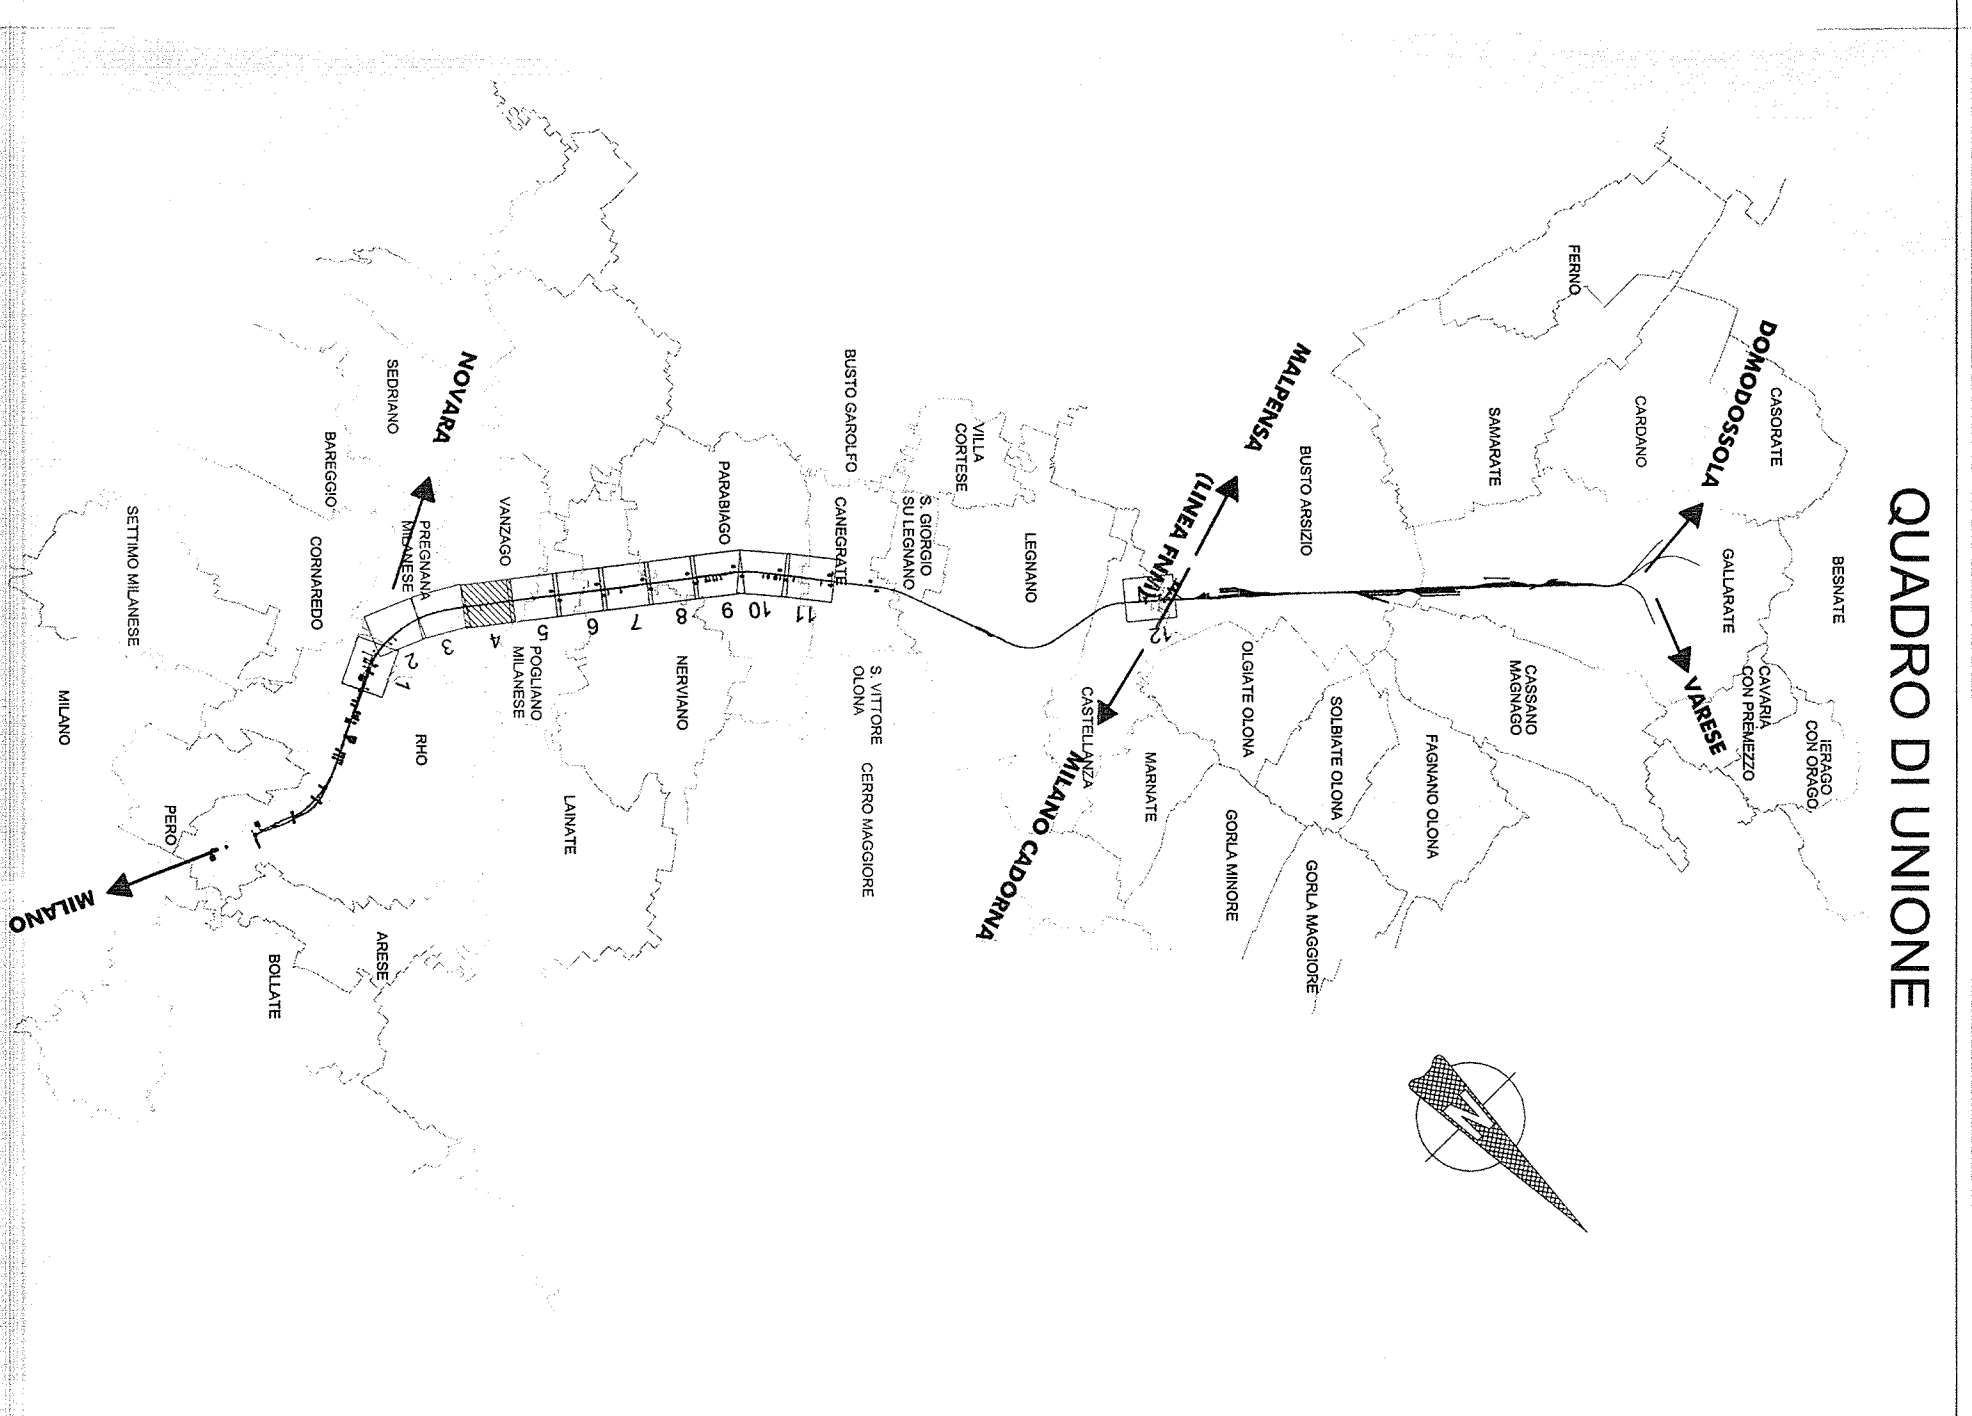 QUADRO DI UNIONE
BESNATE
IERAGO
CON ORAGO
CASORATE
DOMODOSSOLA
GALLARATE
CAVARIA
CON PREMEZZO
VARESE
CARDANO
FERNO
SAMARATE
CASSANO
MAGNAGO
FAGNANO OLONA
BUSTO ARSIZIO
SOLBIATE OLONA
GORLA MAGGIORE
MALPENSA
(LINEA FNM)
OLGIATE OLONA
GORLA MINORE
12
MARNATE
CASTELLANZA
MILANO CADORNA
LEGNANO
VILLA
CORTESE
S. GIORGIO
SU LEGNANO
BUSTO GAROLFO
CANEGRATE
S. VITTORE
OLONA
CERRO MAGGIORE
11
10
9
8
7
6
5
4
3
2
1
PARABIAGO
NERVIANO
LAINATE
VANZAGO
POGLIANO
MILANESE
NOVARA
PREGNANA
MILANESE
RHO
SEDRIANO
ARESE
BAREGGIO
CORNAREDO
BOLLATE
SETTIMO MILANESE
PERO
MILANO
MILANO
N